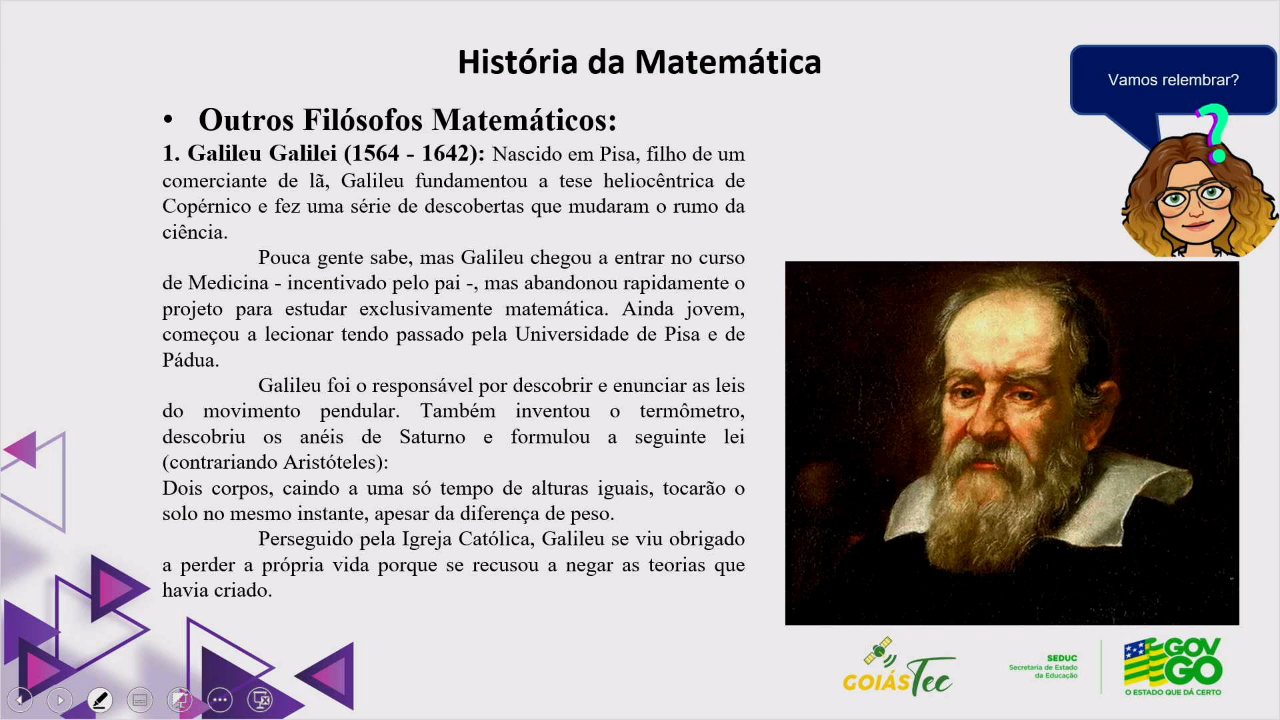 História da Matemática
Vamos relembrar?
• Outros Filósofos Matemáticos:
1. Galileu Galilei (1564 - 1642): Nascido em Pisa, filho de um
comerciante de lã, Galileu fundamentou a tese heliocêntrica de
Copérnico e fez uma série de descobertas que mudaram o rumo da
ciência.
Pouca gente sabe, mas Galileu chegou a entrar no curso
de Medicina - incentivado pelo pai -, mas abandonou rapidamente o
projeto para estudar exclusivamente matemática. Ainda jovem,
começou a lecionar tendo passado pela Universidade de Pisa e de
Pádua.
Galileu foi o responsável por descobrir e enunciar as leis
do movimento pendular. Também inventou o termômetro,
descobriu os anéis de Saturno e formulou a seguinte lei
(contrariando Aristóteles):
Dois corpos, caindo a uma só tempo de alturas iguais, tocarão o
solo no mesmo instante, apesar da diferença de peso.
Perseguido pela Igreja Católica, Galileu se viu obrigado
a perder a própria vida porque se recusou a negar as teorias que
havia criado.
?
GOIÁSTec
SEDUC
Secretaria de Estado
da Educação
GOV
GO
O ESTADO QUE DÁ CERTO